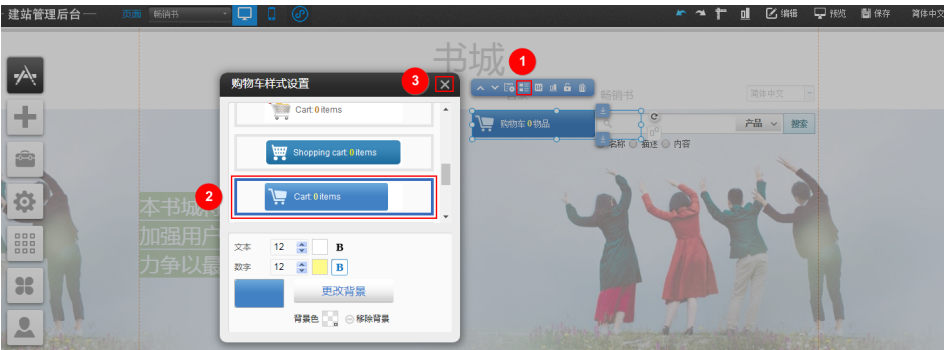 建站管理后台
页面 畅销书
编辑 预览 保存 简体中文
书城
1
购物车样式设置 3
畅销书 简体中文
Cart: 0 items
购物车 0 物品 产品 搜索
名称 描述 内容
Shopping cart: 0 items
2
Cart: 0 items
本书城
加强用户
力争以最
文本 12 B
数字 12 B
更改背景
背景色 移除背景